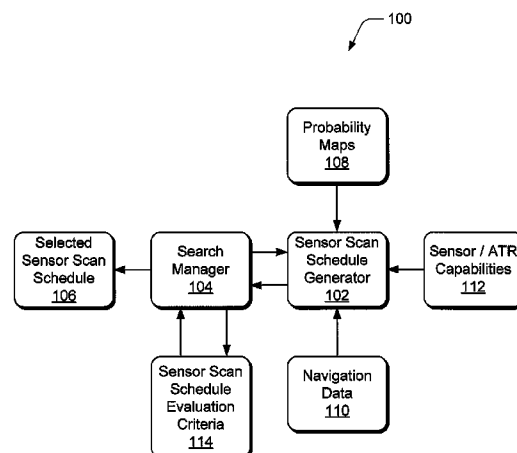 100
Probability
Maps
108
Selected
Sensor Scan
Schedule
106
Search
Manager
104
Sensor Scan
Schedule
Generator
102
Sensor / ATR
Capabilities
112
Sensor Scan
Schedule
Evaluation
Criteria
114
Navigation
Data
110